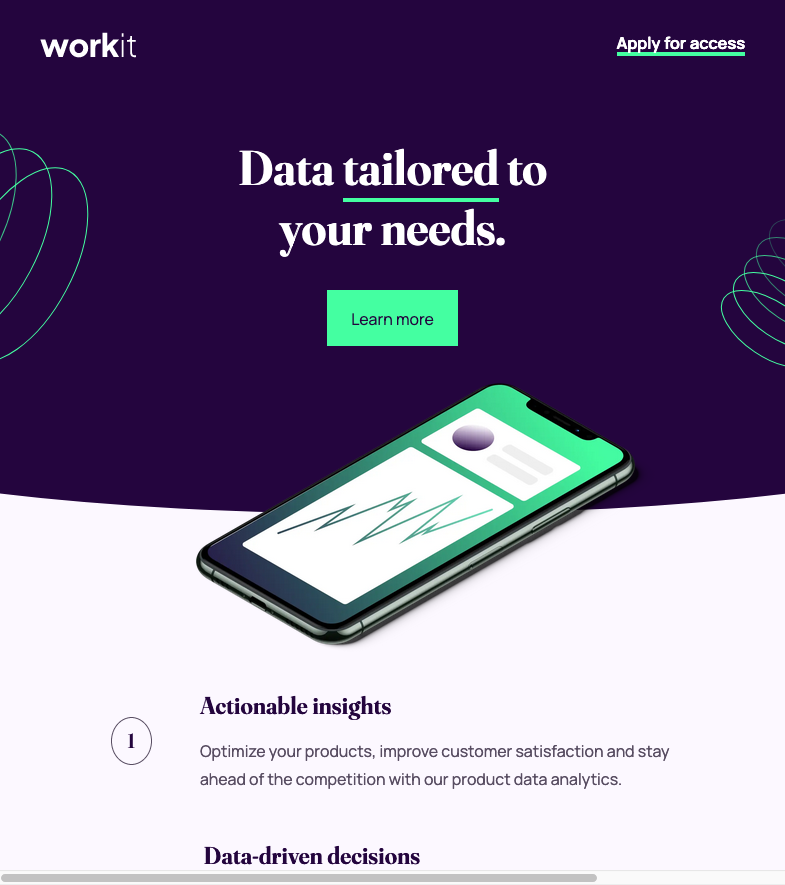 workit
Apply for access
Data tailored to
your needs.
Learn more
Actionable insights
1
Optimize your products, improve customer satisfaction and stay
ahead of the competition with our product data analytics.
Data-driven decisions